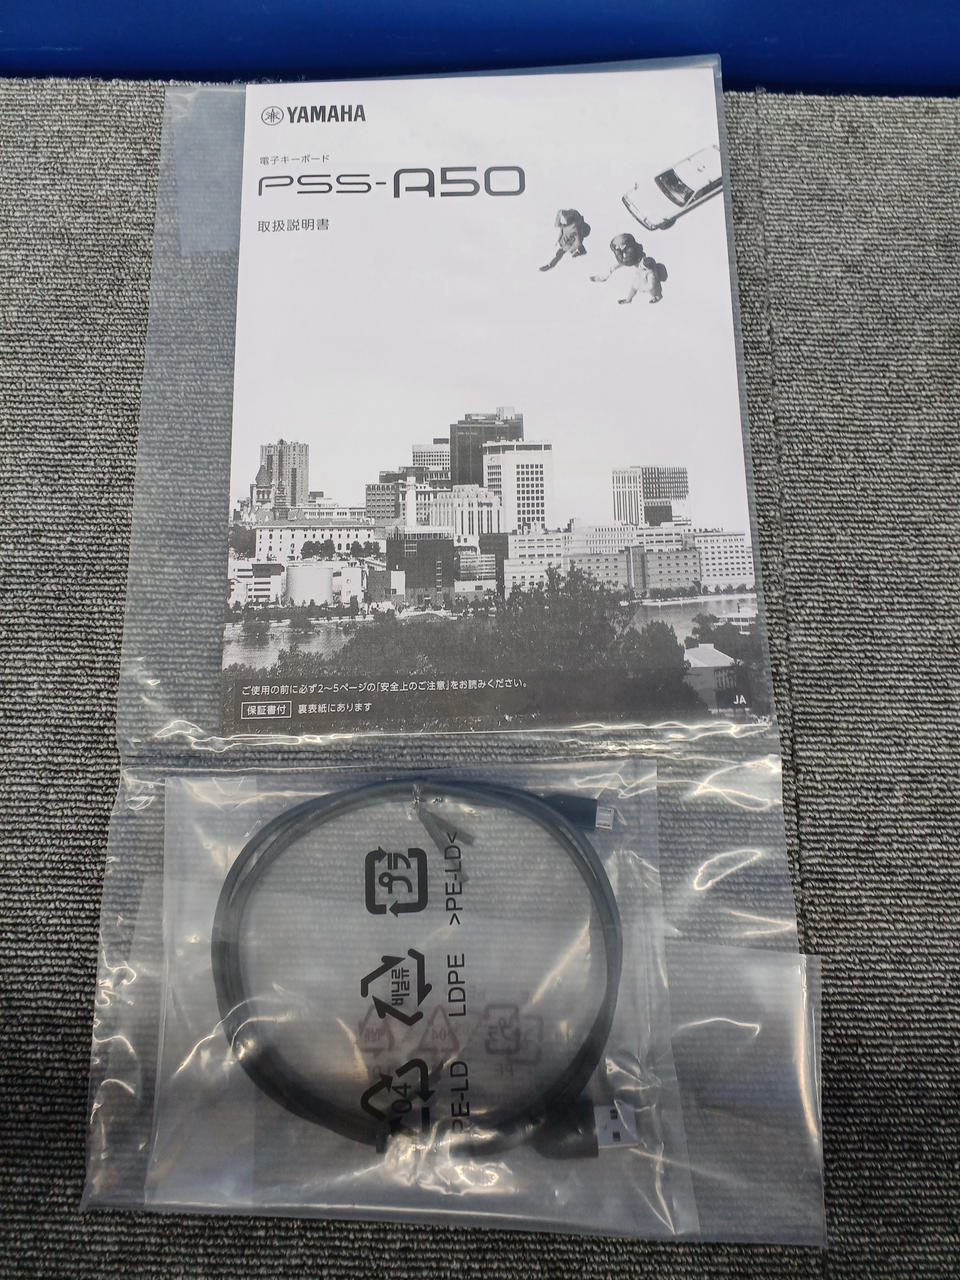 YAMAHA
電子キーボード
PSS-A50
取扱説明書
ご使用の前に必ず2〜5ページの「安全上のご注意」をお読みください。
保証書付 裏表紙にあります
JA
プラ
>PE-LD<
비닐류
LDPE
04
PE-LD